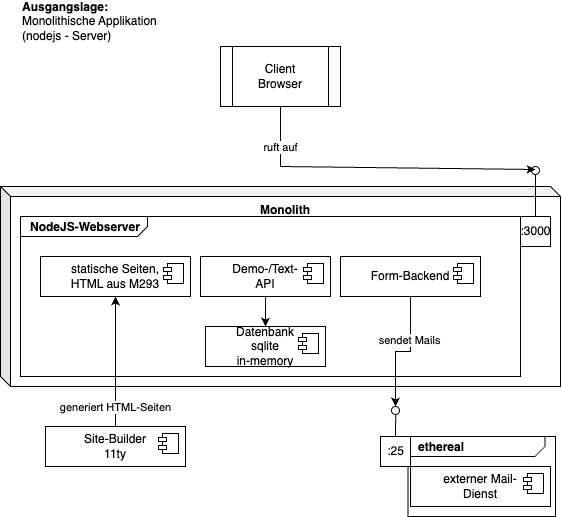 Ausgangslage:
Monolithische Applikation
(nodejs - Server)
Client
Browser
ruft auf
Monolith
NodeJS-Webserver
:3000
statische Seiten,
HTML aus M293
Demo-/Text-
API
Form-Backend
Datenbank
sqlite
in-memory
sendet Mails
generiert HTML-Seiten
Site-Builder
11ty
:25
ethereal
externer Mail-
Dienst